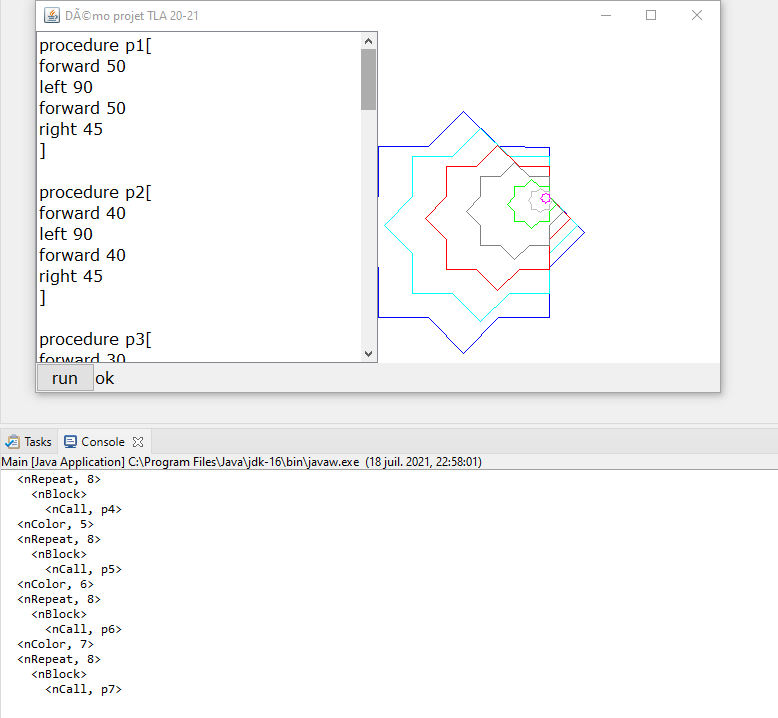 DÃ©mo projet TLA 20-21
procedure p1[
forward 50
left 90
forward 50
right 45
]
procedure p2[
forward 40
left 90
forward 40
right 45
]
procedure p3[
forward 30
run ok
Tasks Console
Main [Java Application] C:\Program Files\Java\jdk-16\bin\javaw.exe (18 juil. 2021, 22:58:01)
<nRepeat, 8>
<nBlock>
<nCall, p4>
<nColor, 5>
<nRepeat, 8>
<nBlock>
<nCall, p5>
<nColor, 6>
<nRepeat, 8>
<nBlock>
<nCall, p6>
<nColor, 7>
<nRepeat, 8>
<nBlock>
<nCall, p7>